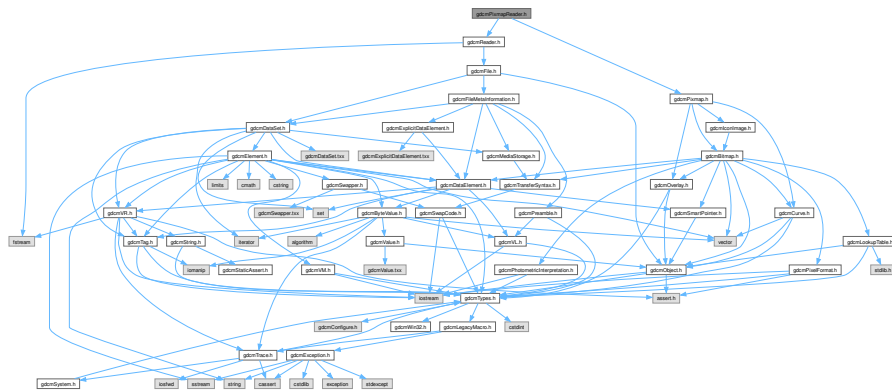 gdcmPixmapReader.h
gdcmReader.h
gdcmFile.h
gdcmFileMetaInformation.h
gdcmPixmap.h
gdcmDataSet.h
gdcmExplicitDataElement.h
gdcmIconImage.h
gdcmElement.h
gdcmDataSet.txx
gdcmExplicitDataElement.txx
gdcmMediaStorage.h
gdcmBitmap.h
limits
cmath
cstring
gdcmSwapper.h
gdcmDataElement.h
gdcmTransferSyntax.h
gdcmOverlay.h
gdcmVR.h
gdcmSwapper.txx
set
gdcmByteValue.h
gdcmSwapCode.h
gdcmPreamble.h
gdcmSmartPointer.h
gdcmCurve.h
fstream
gdcmTag.h
gdcmString.h
iterator
algorithm
gdcmValue.h
gdcmVL.h
vector
gdcmLookupTable.h
iomanip
gdcmStaticAssert.h
gdcmVM.h
gdcmValue.txx
gdcmPhotometricInterpretation.h
gdcmObject.h
gdcmPixelFormat.h
stdlib.h
iostream
gdcmTypes.h
assert.h
gdcmConfigure.h
gdcmWin32.h
gdcmLegacyMacro.h
cstdint
gdcmTrace.h
gdcmException.h
gdcmSystem.h
iosfwd
sstream
string
cassert
cstdlib
exception
stdexcept